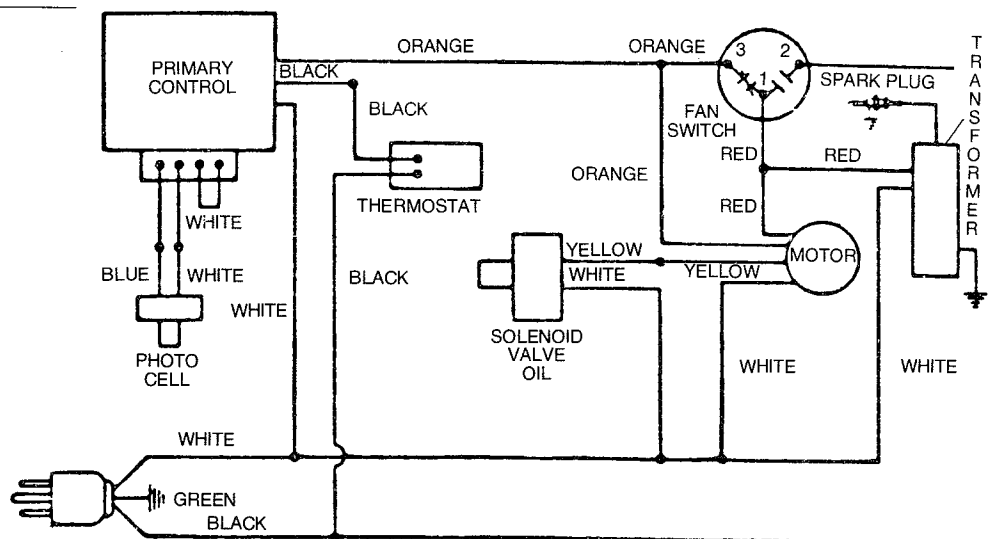 ORANGE
ORANGE
3
2
1
PRIMARY
CONTROL
BLACK
BLACK
SPARK PLUG
FAN
SWITCH
TRANSFORMER
RED
RED
ORANGE
THERMOSTAT
RED
WHITE
YELLOW
MOTOR
BLUE
WHITE
BLACK
WHITE
YELLOW
WHITE
SOLENOID
VALVE
OIL
PHOTO
CELL
WHITE
WHITE
WHITE
GREEN
BLACK